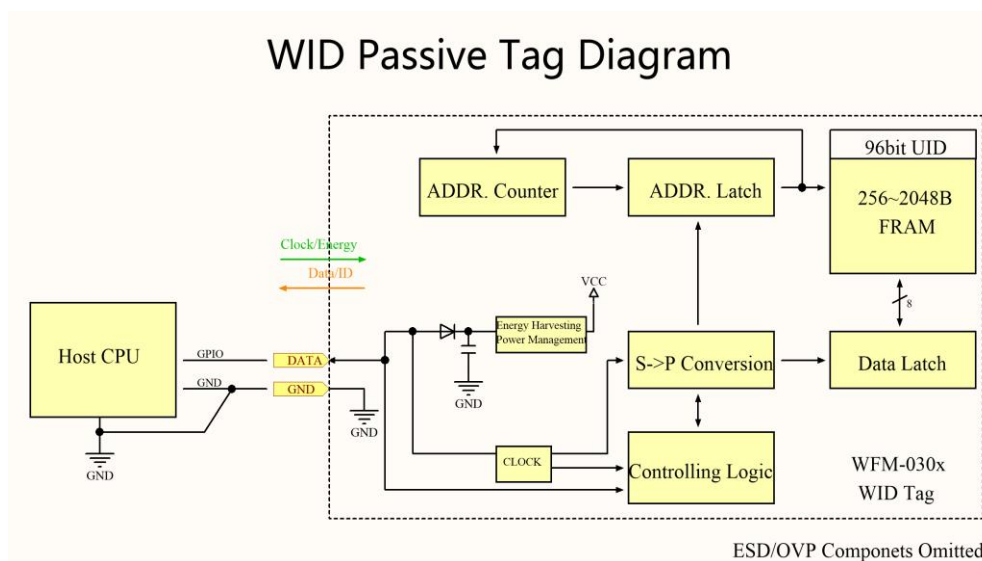 WID Passive Tag Diagram
96bit UID
ADDR. Counter
ADDR. Latch
256~2048B
FRAM
Clock/Energy
Data/ID
VCC
8
Energy Harvesting
Power Management
Host CPU
GPIO
DATA
S->P Conversion
Data Latch
GND
GND
GND
GND
GND
CLOCK
Controlling Logic
WFM-030x
WID Tag
ESD/OVP Componets Omitted